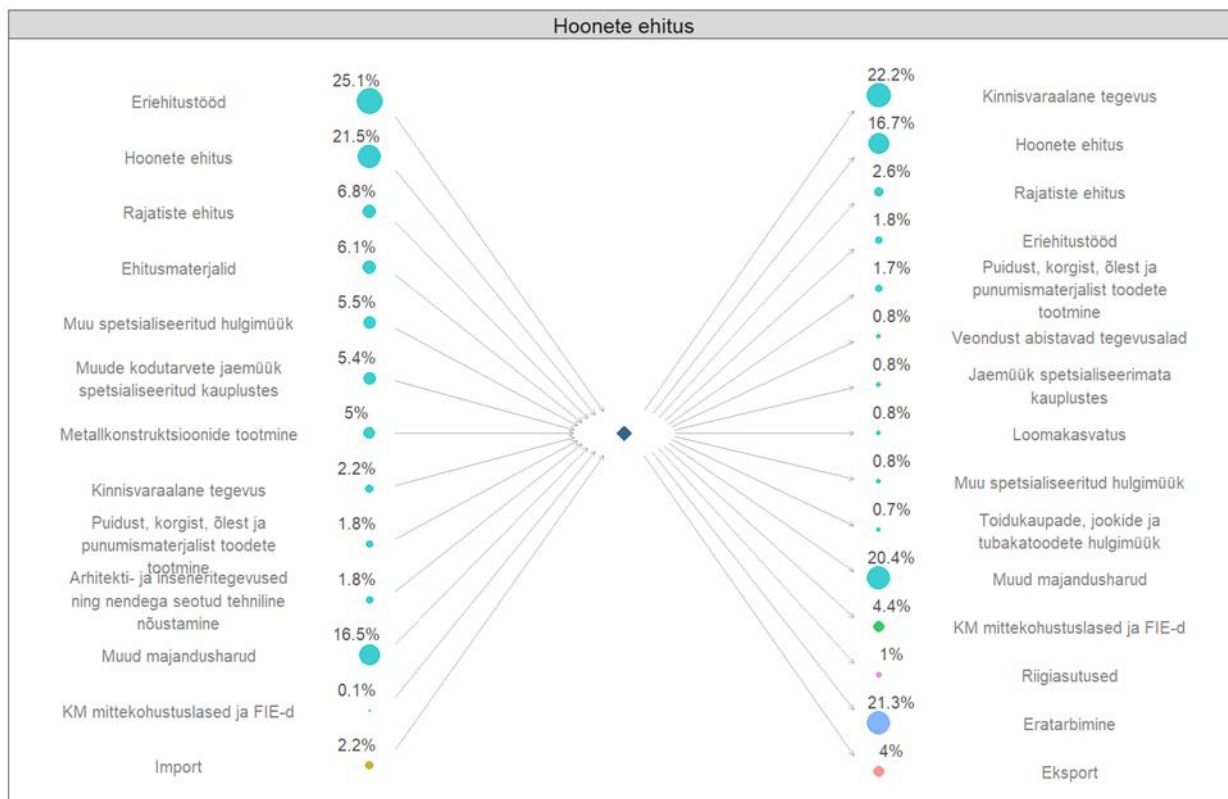 Hoonete ehitus
25.1%
Eriehitustööd
21.5%
Hoonete ehitus
6.8%
Rajatiste ehitus
6.1%
Ehitusmaterjalid
5.5%
Muu spetsialiseeritud hulgimüük
5.4%
Muude kodutarvete jaemüük
spetsialiseeritud kauplustes
5%
Metallkonstruktsioonide tootmine
2.2%
Kinnisvaraalane tegevus
1.8%
Puidust, korgist, õlest ja
punumismaterjalist toodete
tootmine
1.8%
Arhitekti- ja inseneritegevused
ning nendega seotud tehniline
nõustamine
16.5%
Muud majandusharud
0.1%
KM mittekohustuslased ja FIE-d
2.2%
Import
22.2%
Kinnisvaraalane tegevus
16.7%
Hoonete ehitus
2.6%
Rajatiste ehitus
1.8%
Eriehitustööd
1.7%
Puidust, korgist, õlest ja
punumismaterjalist toodete
tootmine
0.8%
Veondust abistavad tegevusalad
0.8%
Jaemüük spetsialiseerimata
kauplustes
0.8%
Loomakasvatus
0.8%
Muu spetsialiseeritud hulgimüük
0.7%
Toidukaupade, jookide ja
tubakatoodete hulgimüük
20.4%
Muud majandusharud
4.4%
KM mittekohustuslased ja FIE-d
1%
Riigiasutused
21.3%
Eratarbimine
4%
Eksport